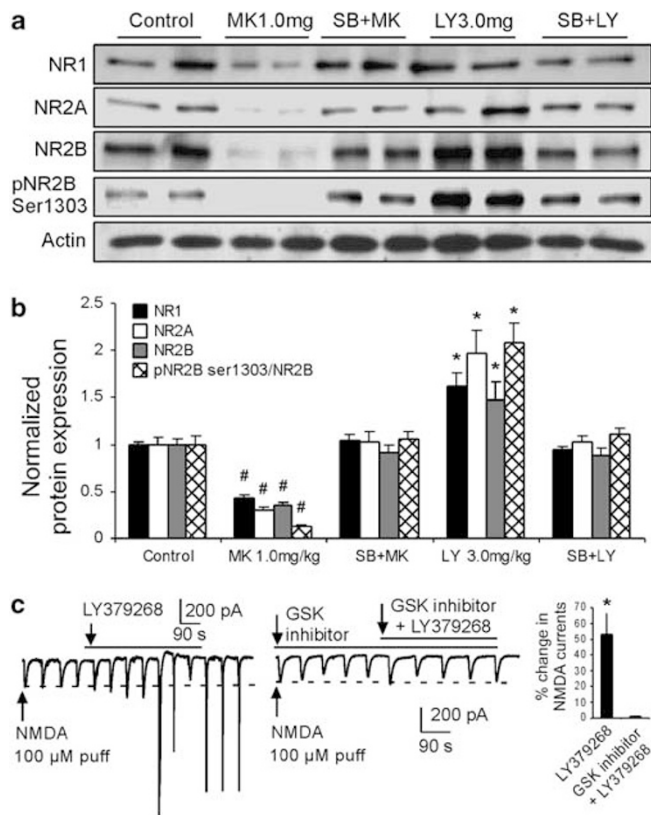 a
Control MK1.0mg SB+MK LY3.0mg SB+LY
NR1
NR2A
NR2B
pNR2B
Ser1303
Actin
b
Normalized
protein expression
2.5
2
1.5
1
0.5
0
NR1
NR2A
NR2B
pNR2B ser1303/NR2B
# # # #
* * * *
Control MK 1.0mg/kg SB+MK LY 3.0mg/kg SB+LY
c
LY379268
200 pA
90 s
NMDA
100 µM puff
GSK
inhibitor
GSK inhibitor
+ LY379268
NMDA
100 µM puff
200 pA
90 s
% change in
NMDA currents
70
60
50
40
30
20
10
0
*
LY379268
GSK inhibitor
+ LY379268